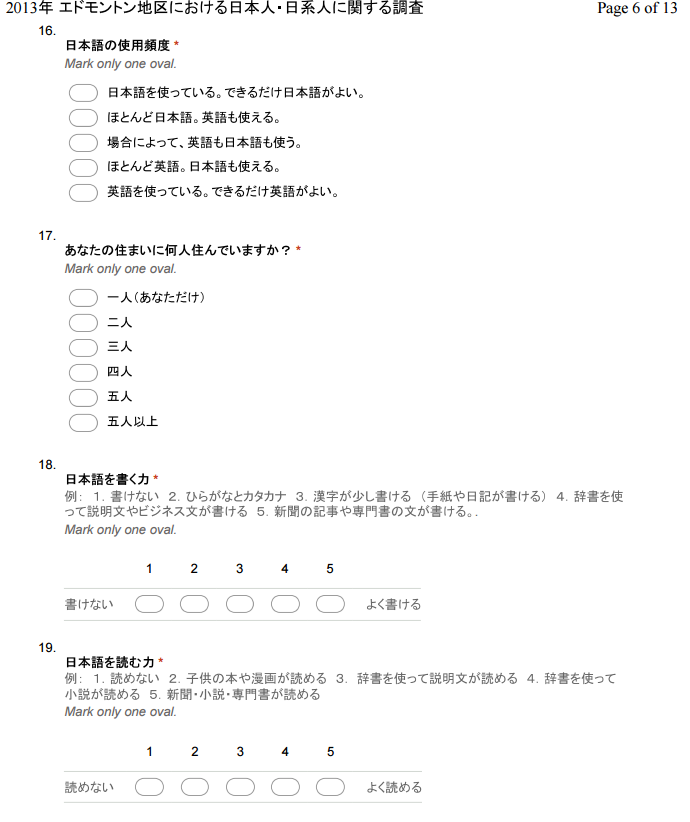 2013年 エドモントン地区における日本人・日系人に関する調査 Page 6 of 13
16.
日本語の使用頻度 *
Mark only one oval.
日本語を使っている。できるだけ日本語がよい。
ほとんど日本語。英語も使える。
場合によって、英語も日本語も使う。
ほとんど英語。日本語も使える。
英語を使っている。できるだけ英語がよい。
17.
あなたの住まいに何人住んでいますか？ *
Mark only one oval.
一人（あなただけ）
二人
三人
四人
五人
五人以上
18.
日本語を書く力 *
例： 1. 書けない 2. ひらがなとカタカナ 3. 漢字が少し書ける （手紙や日記が書ける） 4. 辞書を使
って説明文やビジネス文が書ける 5. 新聞の記事や専門書の文が書ける。.
Mark only one oval.
1 2 3 4 5
書けない よく書ける
19.
日本語を読む力 *
例： 1. 読めない 2. 子供の本や漫画が読める 3. 辞書を使って説明文が読める 4. 辞書を使って
小説が読める 5. 新聞・小説・専門書が読める
Mark only one oval.
1 2 3 4 5
読めない よく読める